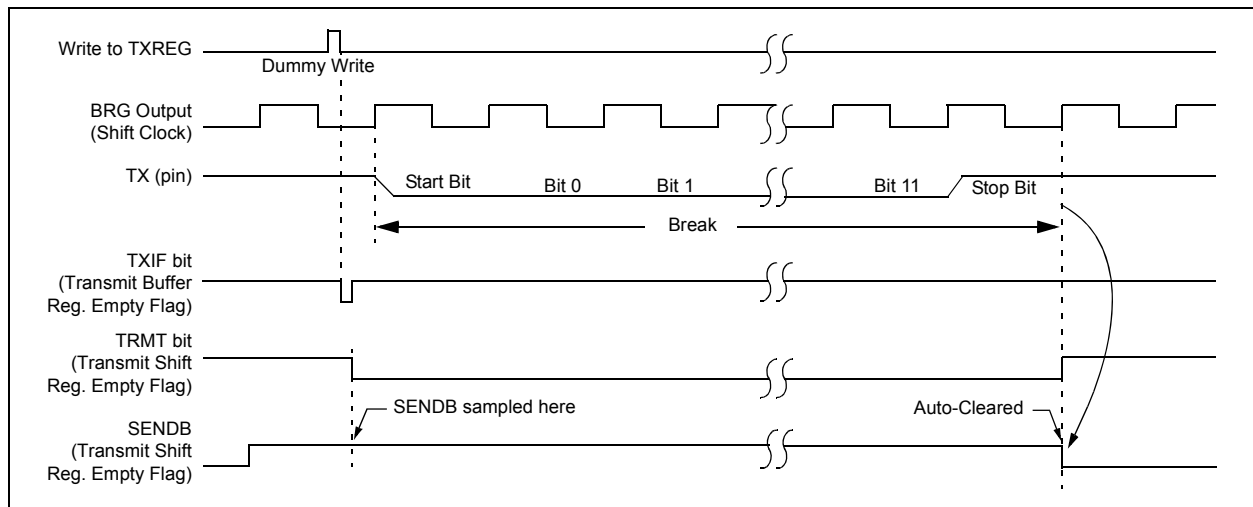 Write to TXREG
Dummy Write
BRG Output
(Shift Clock)
TX (pin)
Start Bit
Bit 0
Bit 1
Bit 11
Stop Bit
Break
TXIF bit
(Transmit Buffer
Reg. Empty Flag)
TRMT bit
(Transmit Shift
Reg. Empty Flag)
SENDB sampled here
Auto-Cleared
SENDB
(Transmit Shift
Reg. Empty Flag)